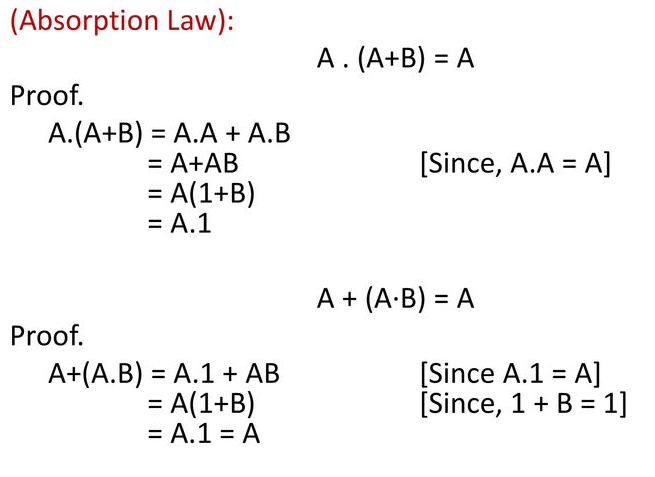 (Absorption Law):
A . (A+B) = A
Proof.
A.(A+B) = A.A + A.B
= A+AB [Since, A.A = A]
= A(1+B)
= A.1
A + (A·B) = A
Proof.
A+(A.B) = A.1 + AB [Since A.1 = A]
= A(1+B) [Since, 1 + B = 1]
= A.1 = A